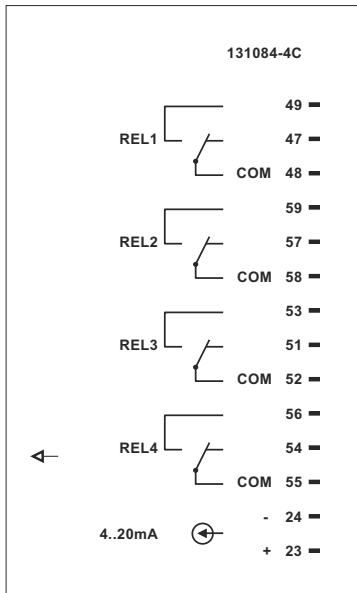 131084-4C
49
REL1 47
COM 48
59
REL2 57
COM 58
53
REL3 51
COM 52
56
REL4 54
COM 55
- 24
4..20mA
+ 23